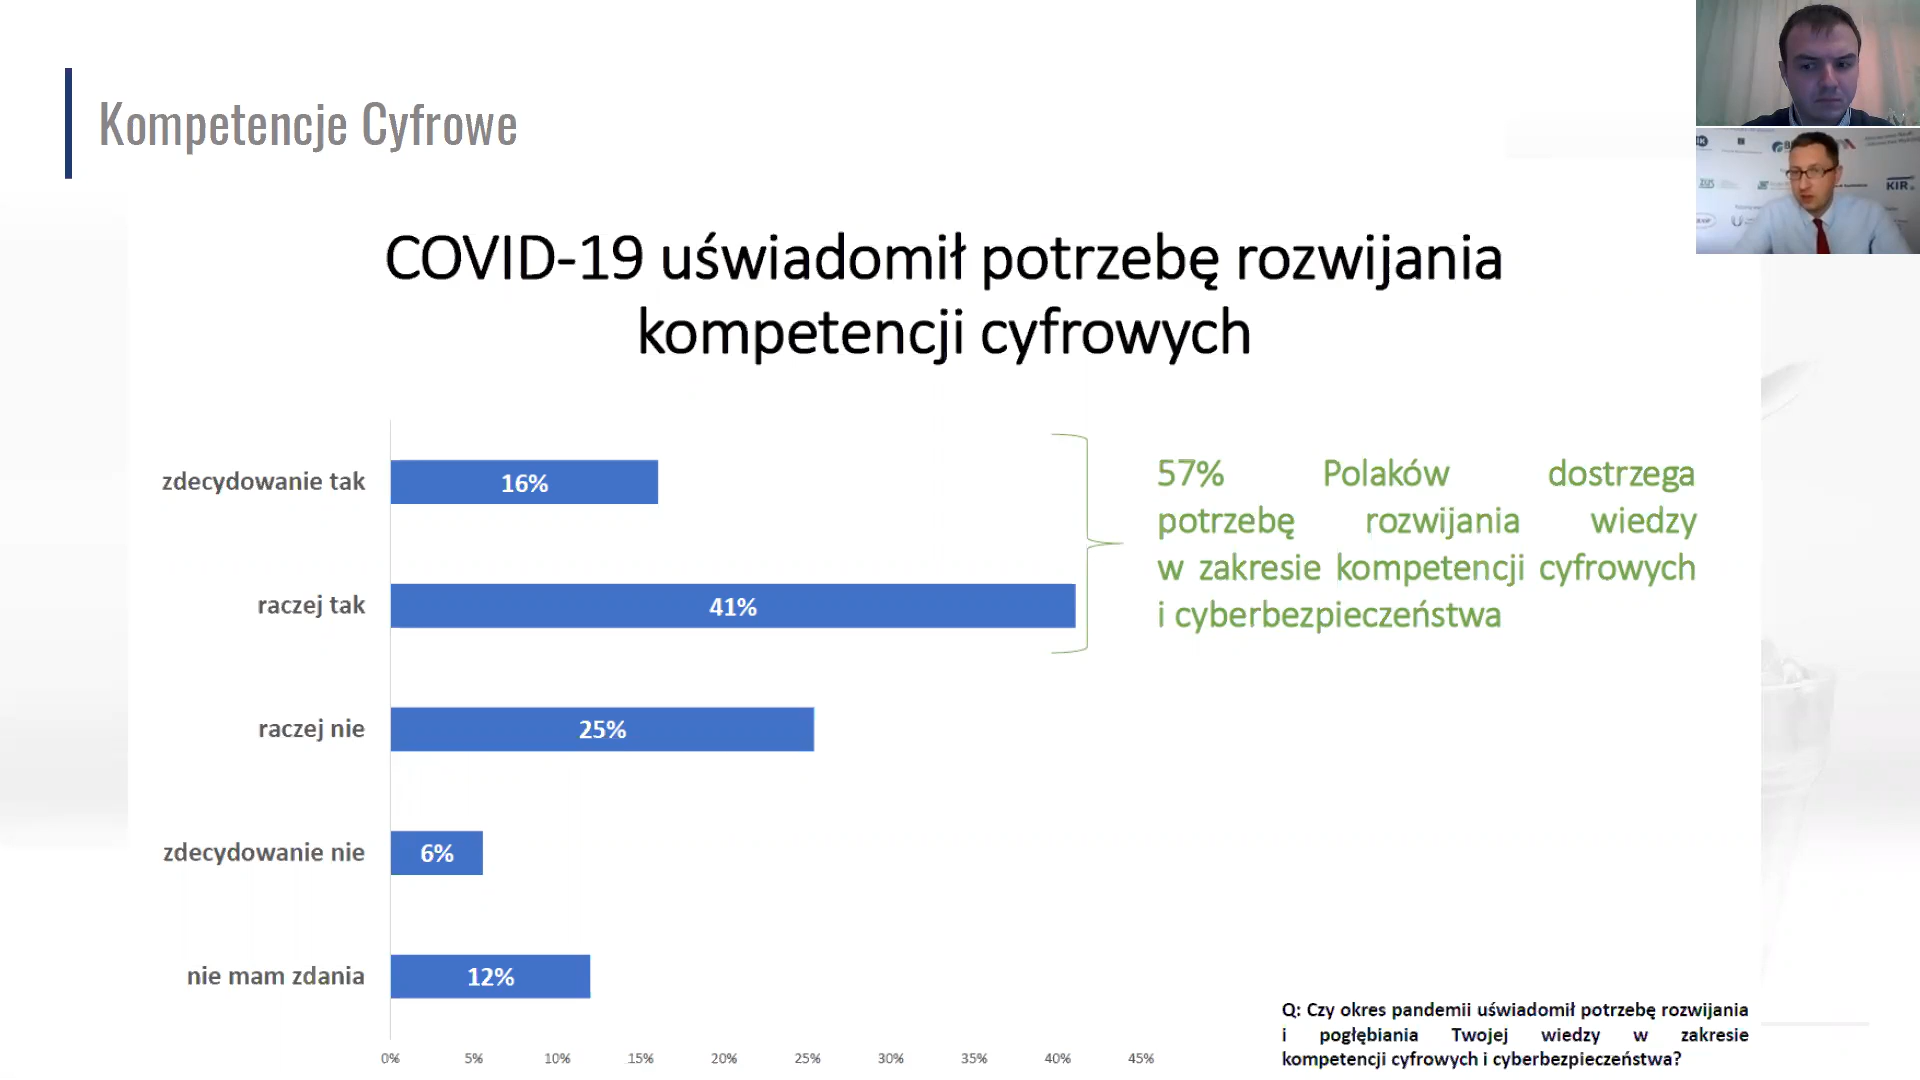 Kompetencje Cyfrowe
COVID-19 uświadomił potrzebę rozwijania
kompetencji cyfrowych
zdecydowanie tak
16%
raczej tak
41%
raczej nie
25%
zdecydowanie nie
6%
nie mam zdania
12%
0%
5%
10%
15%
20%
25%
30%
35%
40%
45%
57% Polaków dostrzega
potrzebę rozwijania wiedzy
w zakresie kompetencji cyfrowych
i cyberbezpieczeństwa
Q: Czy okres pandemii uświadomił potrzebę rozwijania
i pogłębiania Twojej wiedzy w zakresie
kompetencji cyfrowych i cyberbezpieczeństwa?
KIR